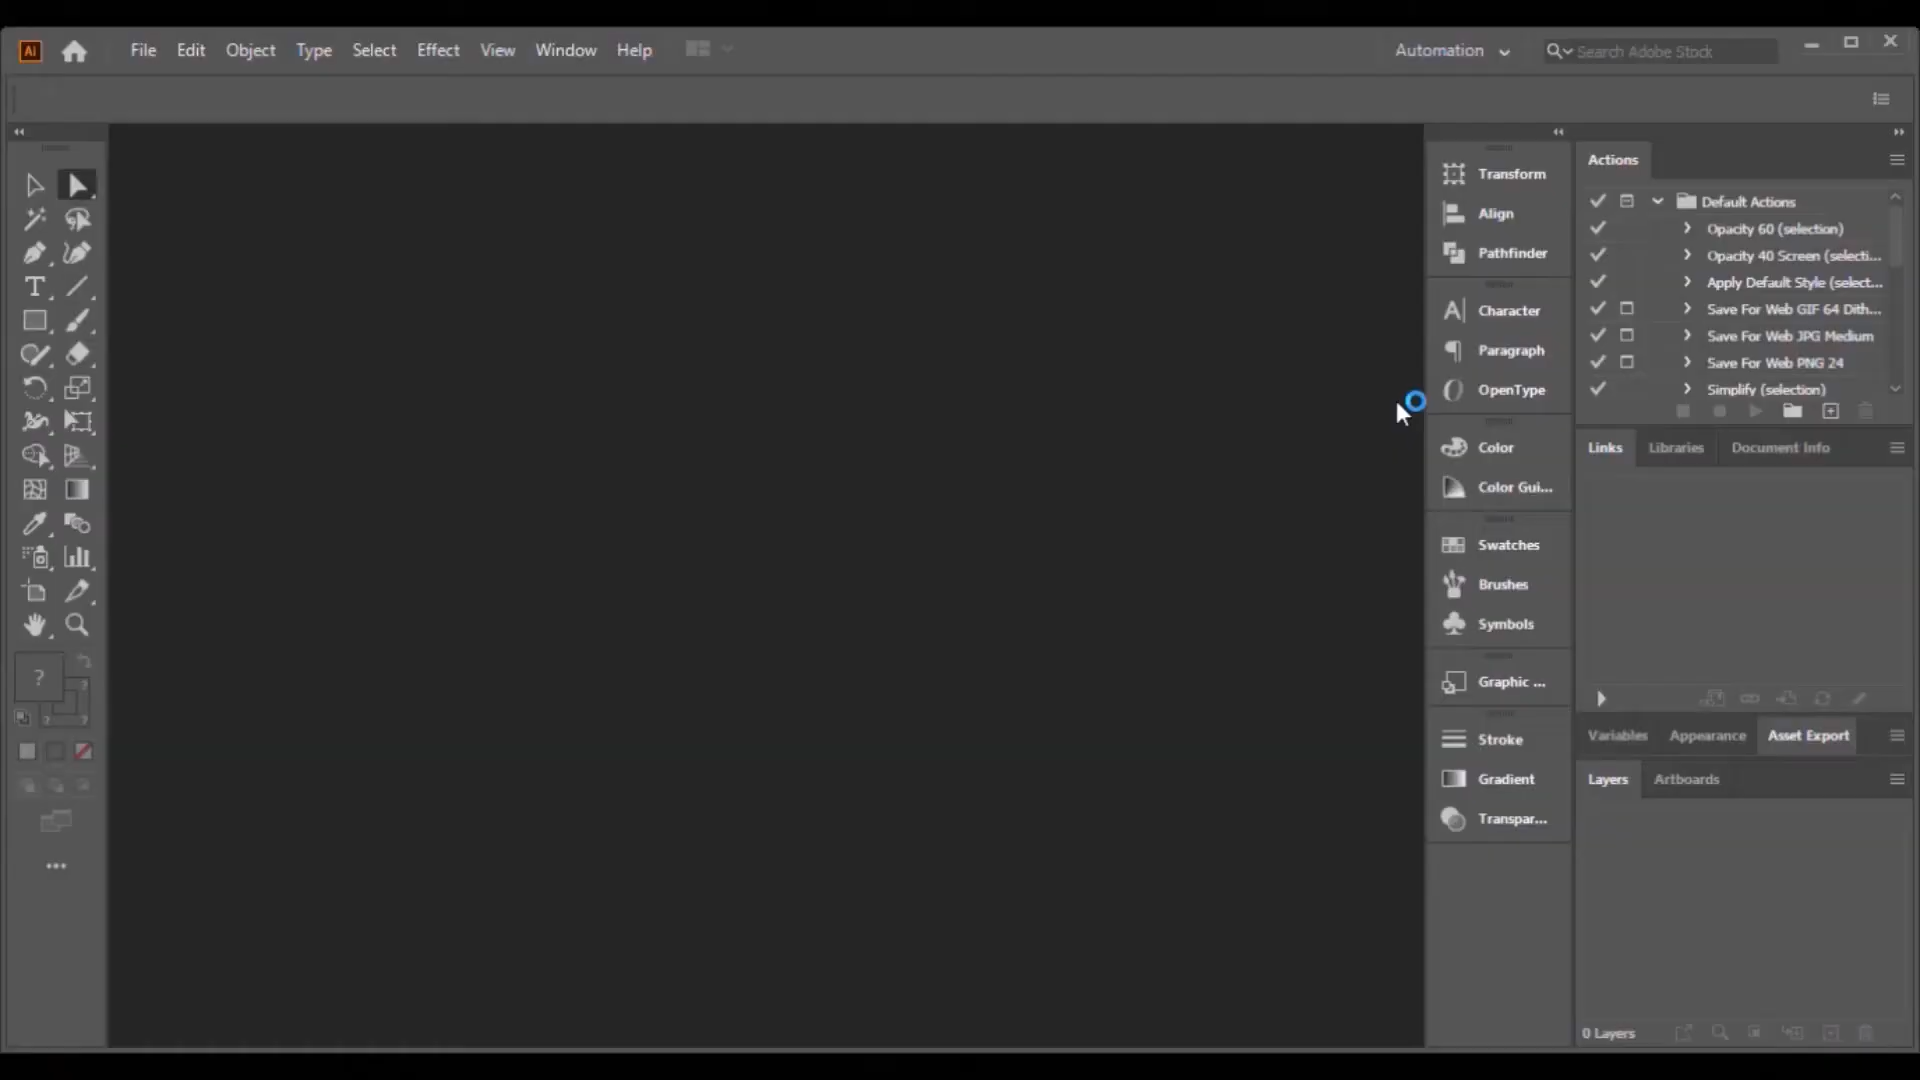 Ai File Edit Object Type Select Effect View Window Help Automation Search Adobe Stock
Transform
Align
Pathfinder
Character
Paragraph
OpenType
Color
Color Gui...
Swatches
Brushes
Symbols
Graphic ...
Stroke
Gradient
Transpar...
Actions
Default Actions
Opacity 60 (selection)
Opacity 40 Screen (selecti...
Apply Default Style (select...
Save For Web GIF 64 Dith...
Save For Web JPG Medium
Save For Web PNG 24
Simplify (selection)
Links Libraries Document Info
Variables Appearance Asset Export
Layers Artboards
0 Layers